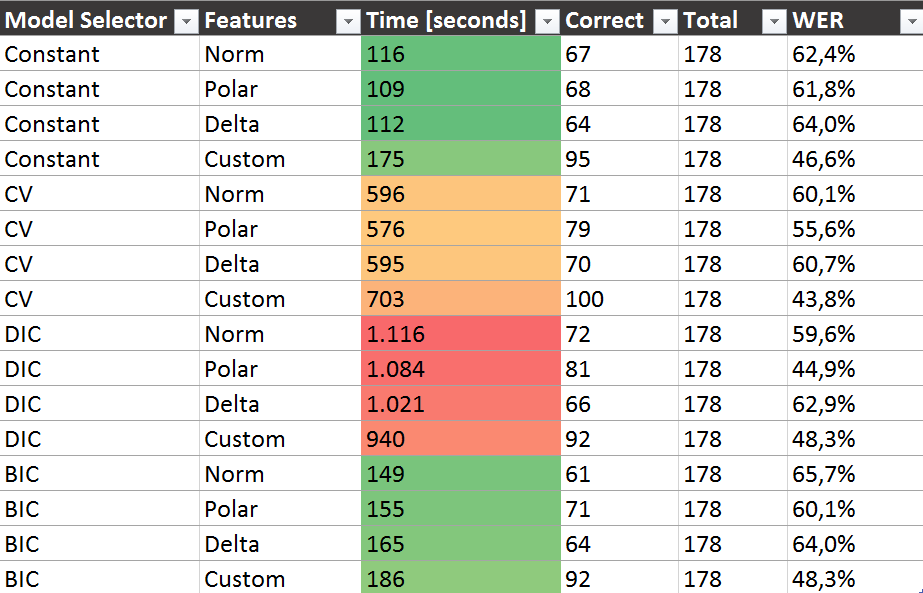 Model Selector Features Time [seconds] Correct Total WER
Constant Norm 116 67 178 62,4%
Constant Polar 109 68 178 61,8%
Constant Delta 112 64 178 64,0%
Constant Custom 175 95 178 46,6%
CV Norm 596 71 178 60,1%
CV Polar 576 79 178 55,6%
CV Delta 595 70 178 60,7%
CV Custom 703 100 178 43,8%
DIC Norm 1.116 72 178 59,6%
DIC Polar 1.084 81 178 44,9%
DIC Delta 1.021 66 178 62,9%
DIC Custom 940 92 178 48,3%
BIC Norm 149 61 178 65,7%
BIC Polar 155 71 178 60,1%
BIC Delta 165 64 178 64,0%
BIC Custom 186 92 178 48,3%